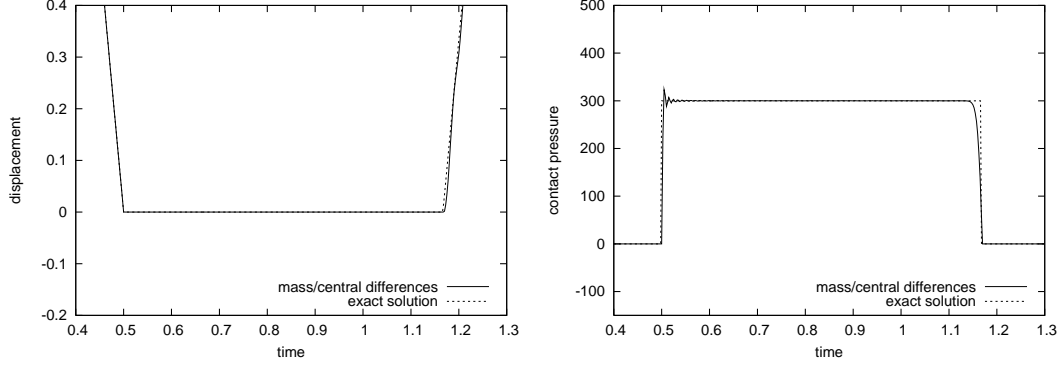 0.4
0.3
0.2
0.1
0
-0.1
-0.2
displacement
mass/central differences
exact solution
0.4 0.5 0.6 0.7 0.8 0.9 1 1.1 1.2 1.3
time
500
400
300
200
100
0
-100
contact pressure
mass/central differences
exact solution
0.4 0.5 0.6 0.7 0.8 0.9 1 1.1 1.2 1.3
time